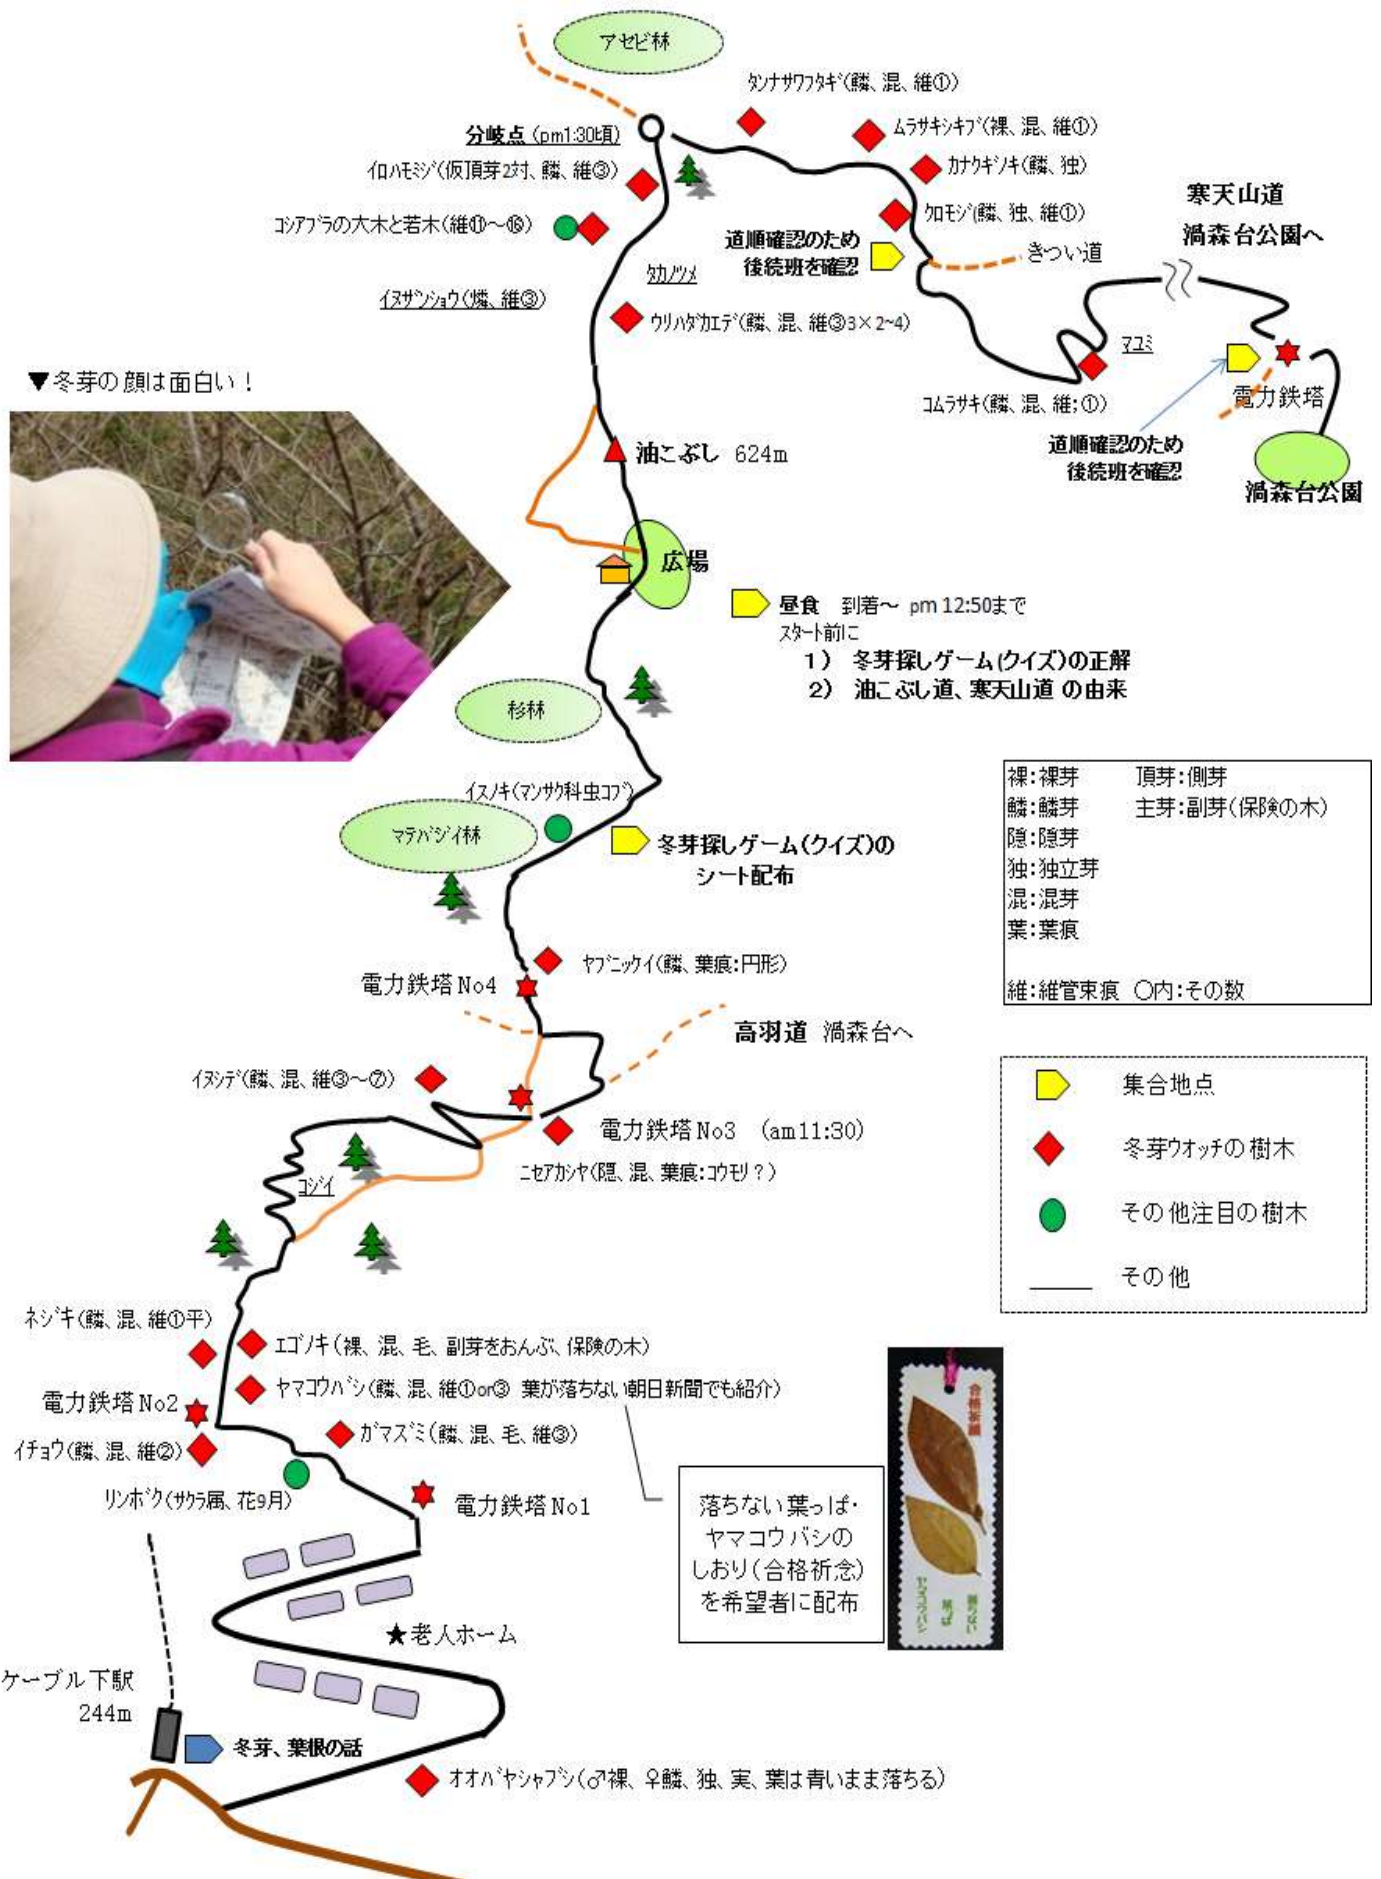 アセビ林
タンナサワフタギ(鱗、混、維①)
ムラサキシキブ(裸、混、維①)
分岐点(pm1:30頃)
カナクギノキ(鱗、独)
イロハモミジ(仮頂芽2対、鱗、維③)
寒天山道
渦森台公園へ
コシアブラの大木と若木(維⑪～⑯)
クロモジ(鱗、独、維①)
道順確認のため
後続班を確認
きつい道
タカノツメ
イヌザンショウ(燐、維③)
ウリハダカエデ(鱗、混、維③3×2~4)
マユミ
▼冬芽の顔は面白い！
電力鉄塔
コムラサキ(鱗、混、維;①)
道順確認のため
後続班を確認
油こぶし 624m
渦森台公園
広場
昼食 到着～ pm 12:50まで
スタート前に
1) 冬芽探しゲーム(クイズ)の正解
2) 油こぶし道、寒天山道 の由来
杉林
イスノキ(マンサク科虫コブ)
マテバジイ林
冬芽探しゲーム(クイズ)の
シート配布
裸:裸芽 頂芽:側芽
鱗:鱗芽 主芽:副芽(保険の木)
隠:隠芽
独:独立芽
混:混芽
葉:葉痕
維:維管束痕 〇内:その数
ヤブニッケイ(鱗、葉痕:円形)
電力鉄塔No4
高羽道 渦森台へ
イヌシデ(鱗、混、維③～⑦)
電力鉄塔No3 (am11:30)
ニセアカシヤ(隠、混、葉痕:コウモリ?)
コジイ
集合地点
冬芽ウオッチの樹木
その他注目の樹木
その他
ネジキ(鱗、混、維①平)
エゴノキ(裸、混、毛、副芽をおんぶ、保険の木)
ヤマコウバシ(鱗、混、維①or③ 葉が落ちない朝日新聞でも紹介)
電力鉄塔No2
ガマズミ(鱗、混、毛、維③)
イチョウ(鱗、混、維②)
リンボク(サクラ属、花9月)
電力鉄塔No1
落ちない葉っぱ・
ヤマコウバシの
しおり(合格祈念)
を希望者に配布
合格祈願
落ちない
葉っぱ
ヤマコウバシ
★老人ホーム
ケーブル下駅
244m
冬芽、葉根の話
オオバヤシャブシ(♂裸、♀鱗、独、実、葉は青いまま落ちる)